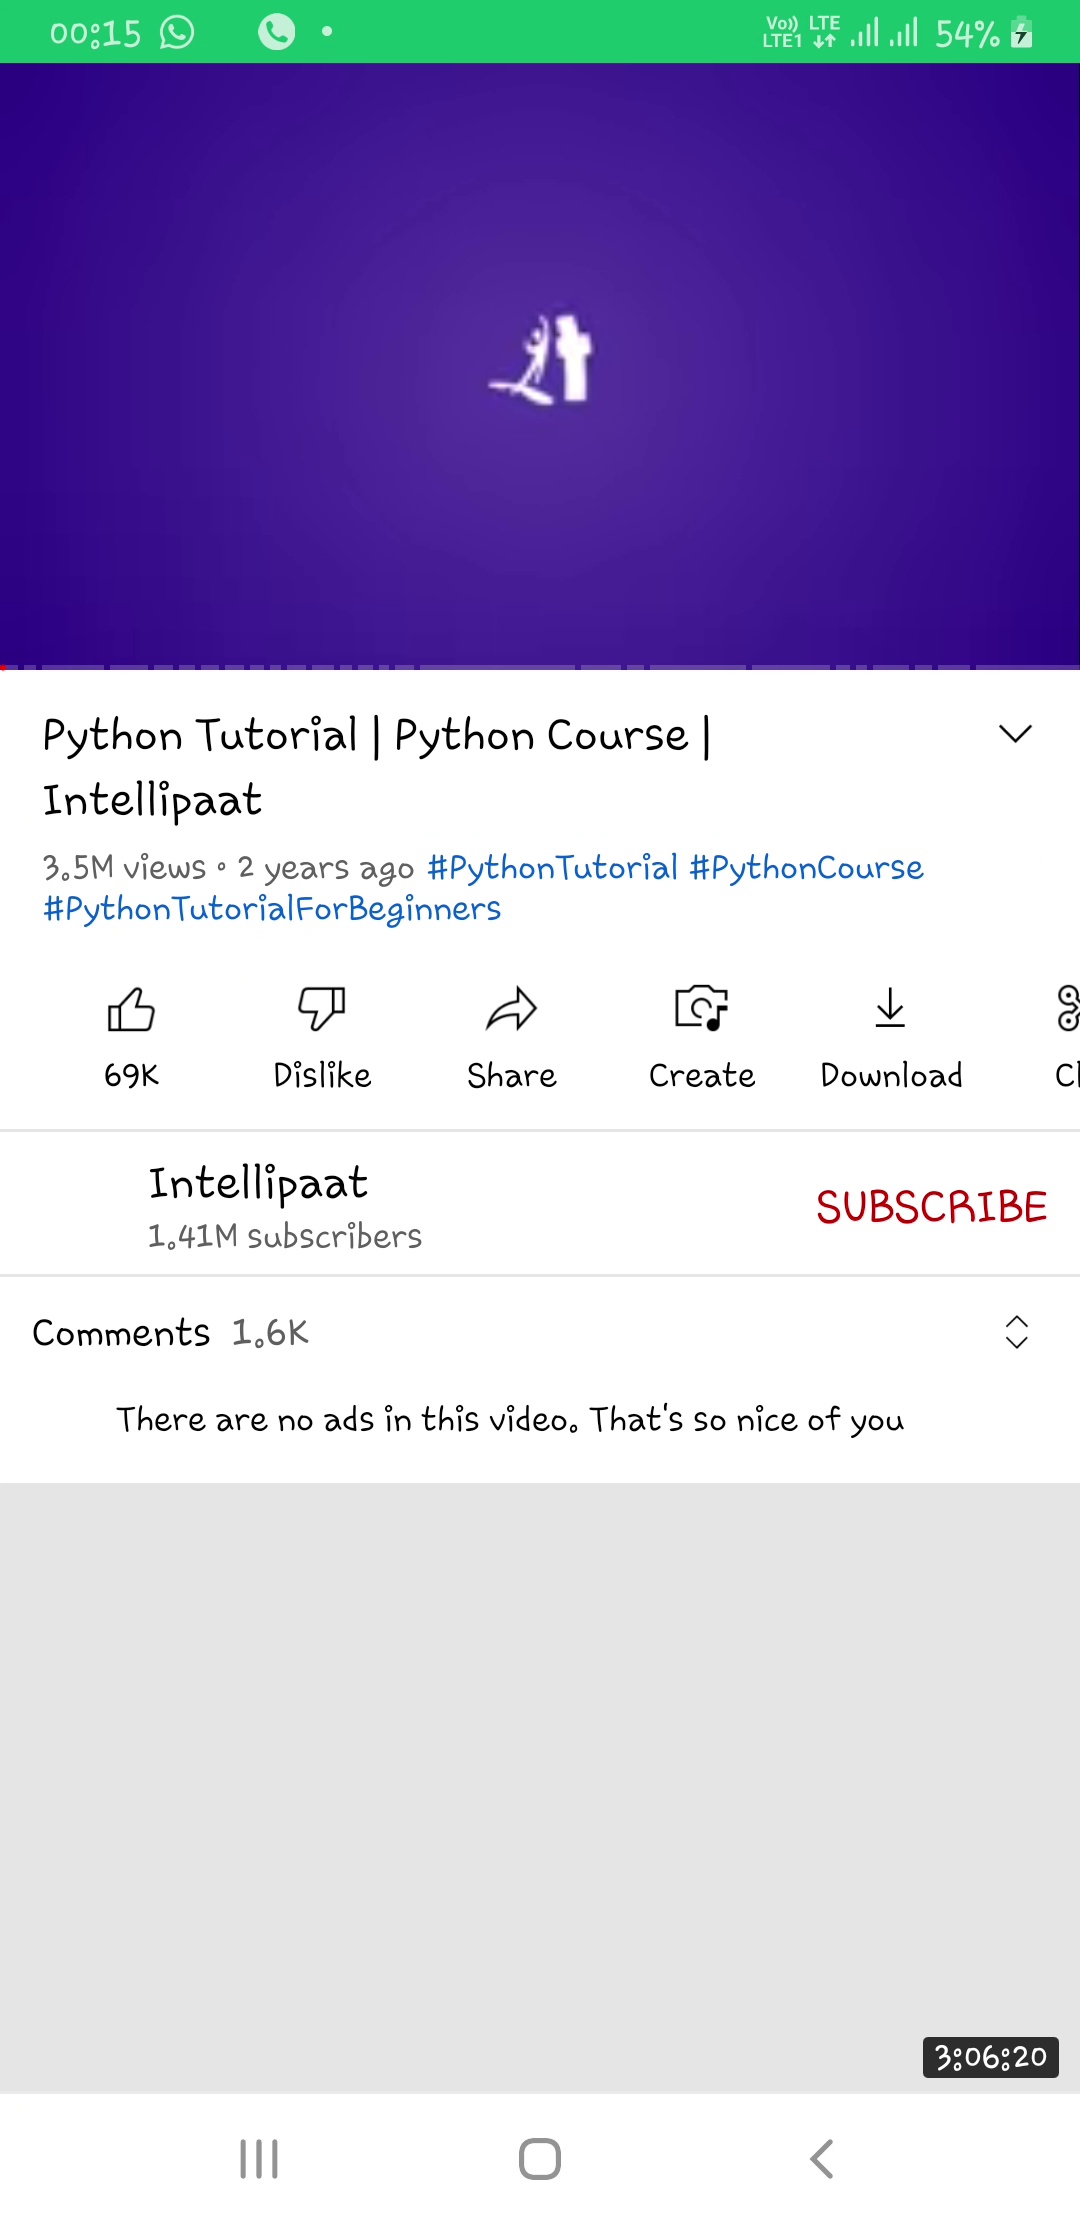 00:15
Vo)) LTE
LTE1
54%
Python Tutorial | Python Course |
Intellipaat
3.5M views • 2 years ago #PythonTutorial #PythonCourse
#PythonTutorialForBeginners
69K
Dislike
Share
Create
Download
Cl
Intellipaat
1.41M subscribers
SUBSCRIBE
Comments 1.6K
There are no ads in this video. That's so nice of you
3:06:20